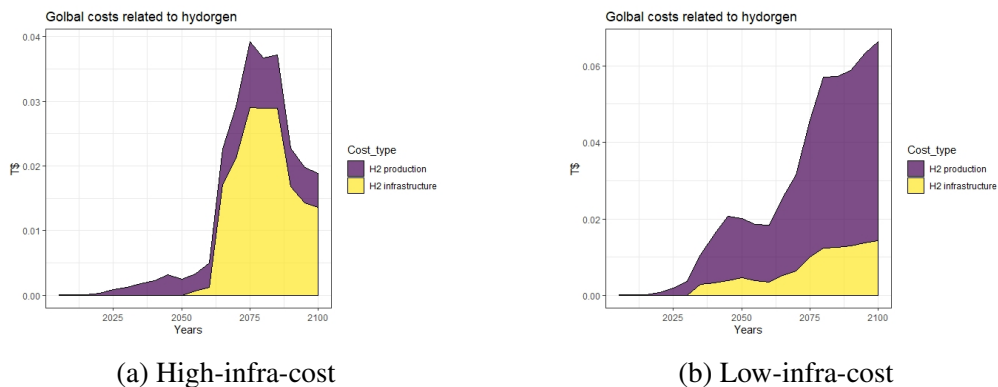 Golbal costs related to hydorgen
0.04
0.03
0.02
0.01
0.00
T$
2025
2050
2075
2100
Years
Cost_type
H2 production
H2 infrastructure
(a) High-infra-cost
Golbal costs related to hydorgen
0.06
0.04
0.02
0.00
T$
2025
2050
2075
2100
Years
Cost_type
H2 production
H2 infrastructure
(b) Low-infra-cost